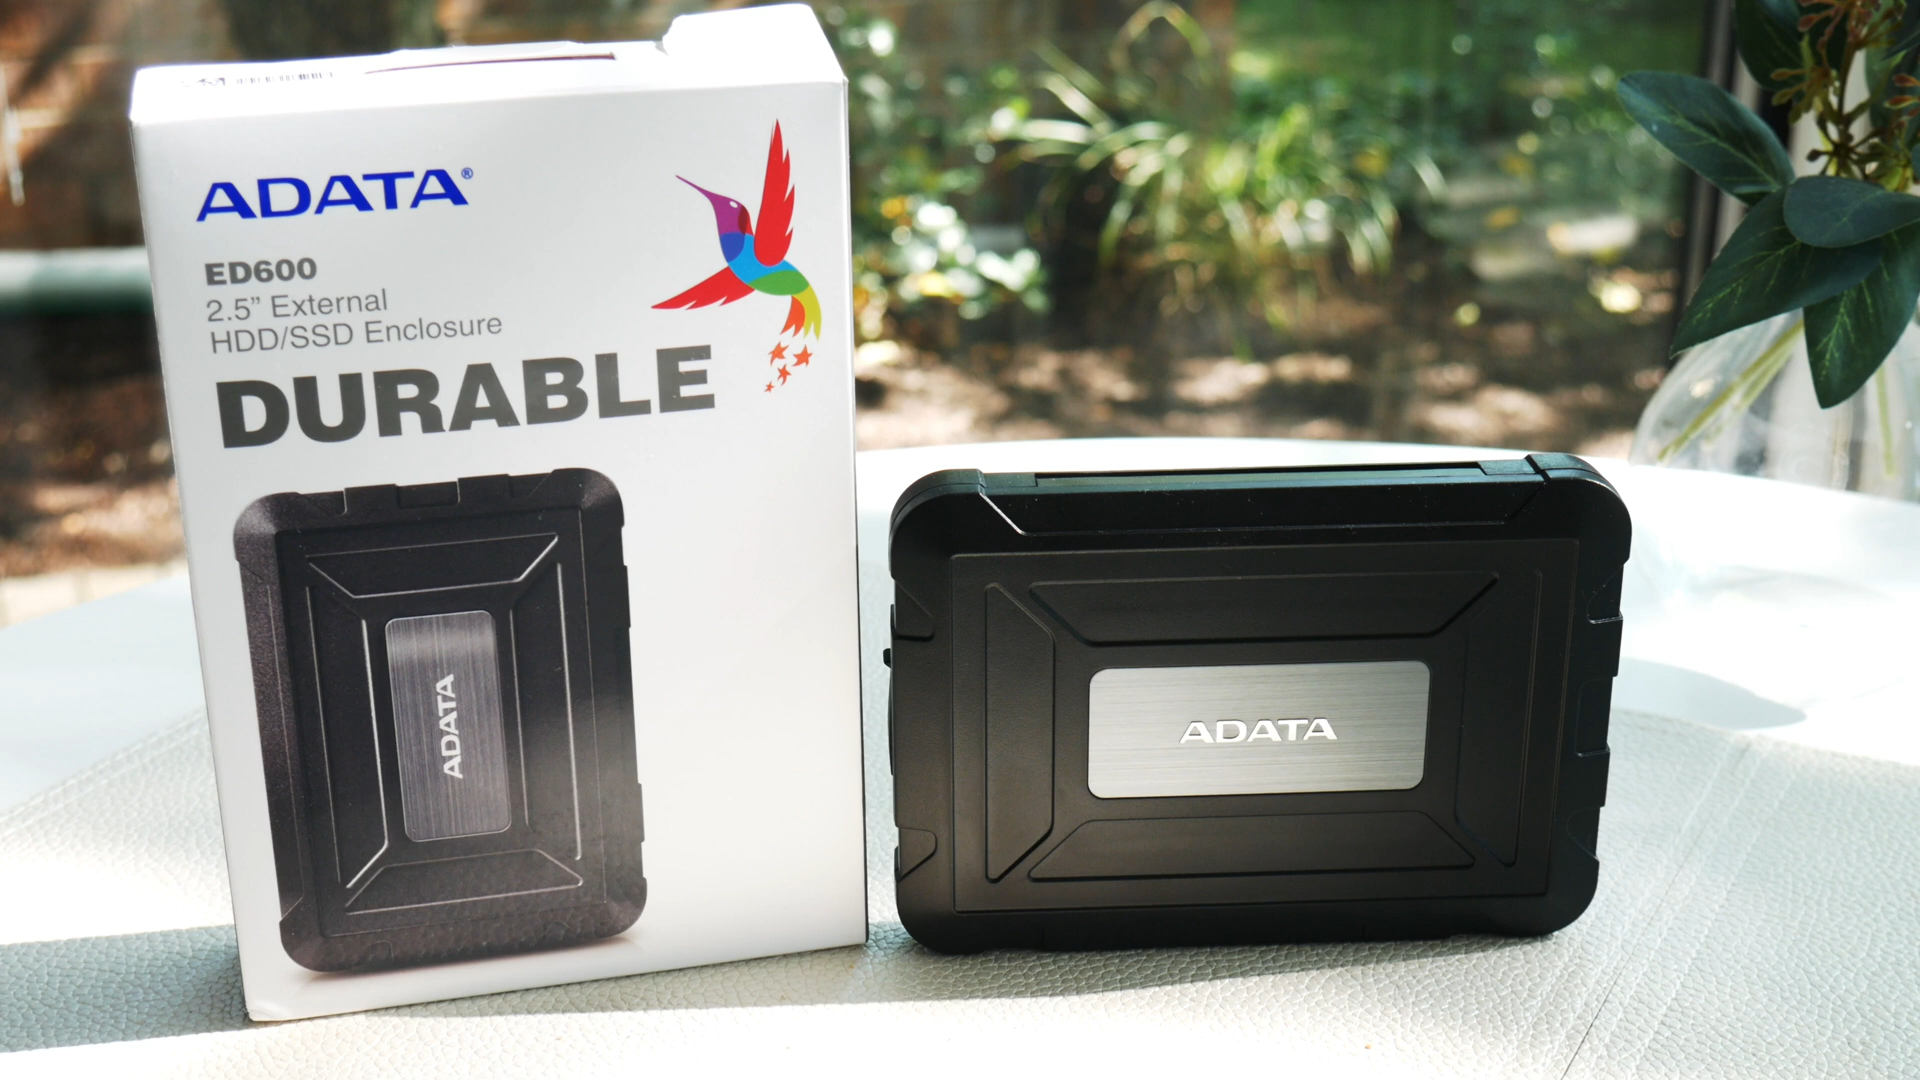 ADATA®
ED600
2.5” External
HDD/SSD Enclosure
DURABLE
ADATA
ADATA